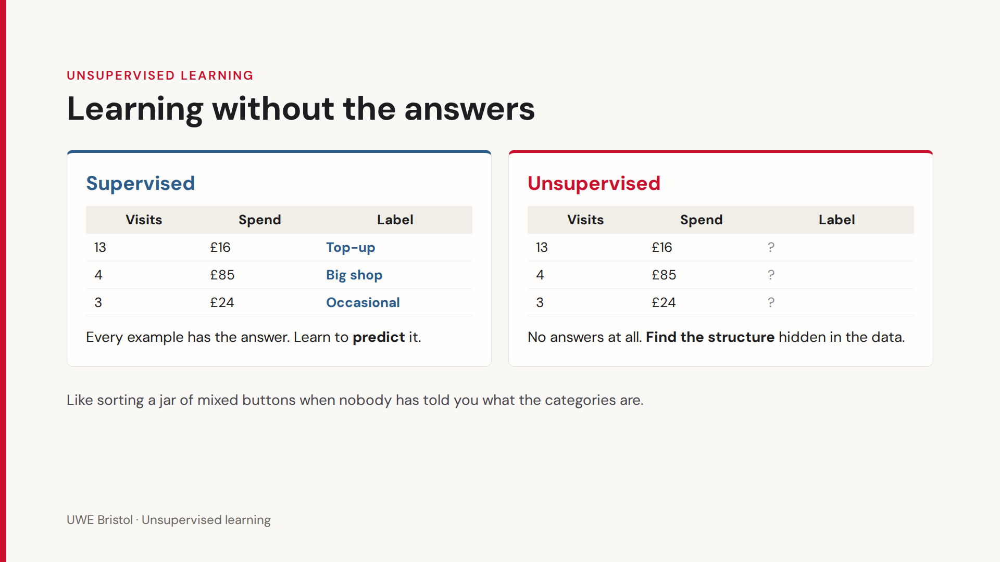 UNSUPERVISED LEARNING
Learning without the answers
Supervised
Visits Spend Label
13 £16 Top-up
4 £85 Big shop
3 £24 Occasional
Every example has the answer. Learn to predict it.
Unsupervised
Visits Spend Label
13 £16 ?
4 £85 ?
3 £24 ?
No answers at all. Find the structure hidden in the data.
Like sorting a jar of mixed buttons when nobody has told you what the categories are.
UWE Bristol · Unsupervised learning